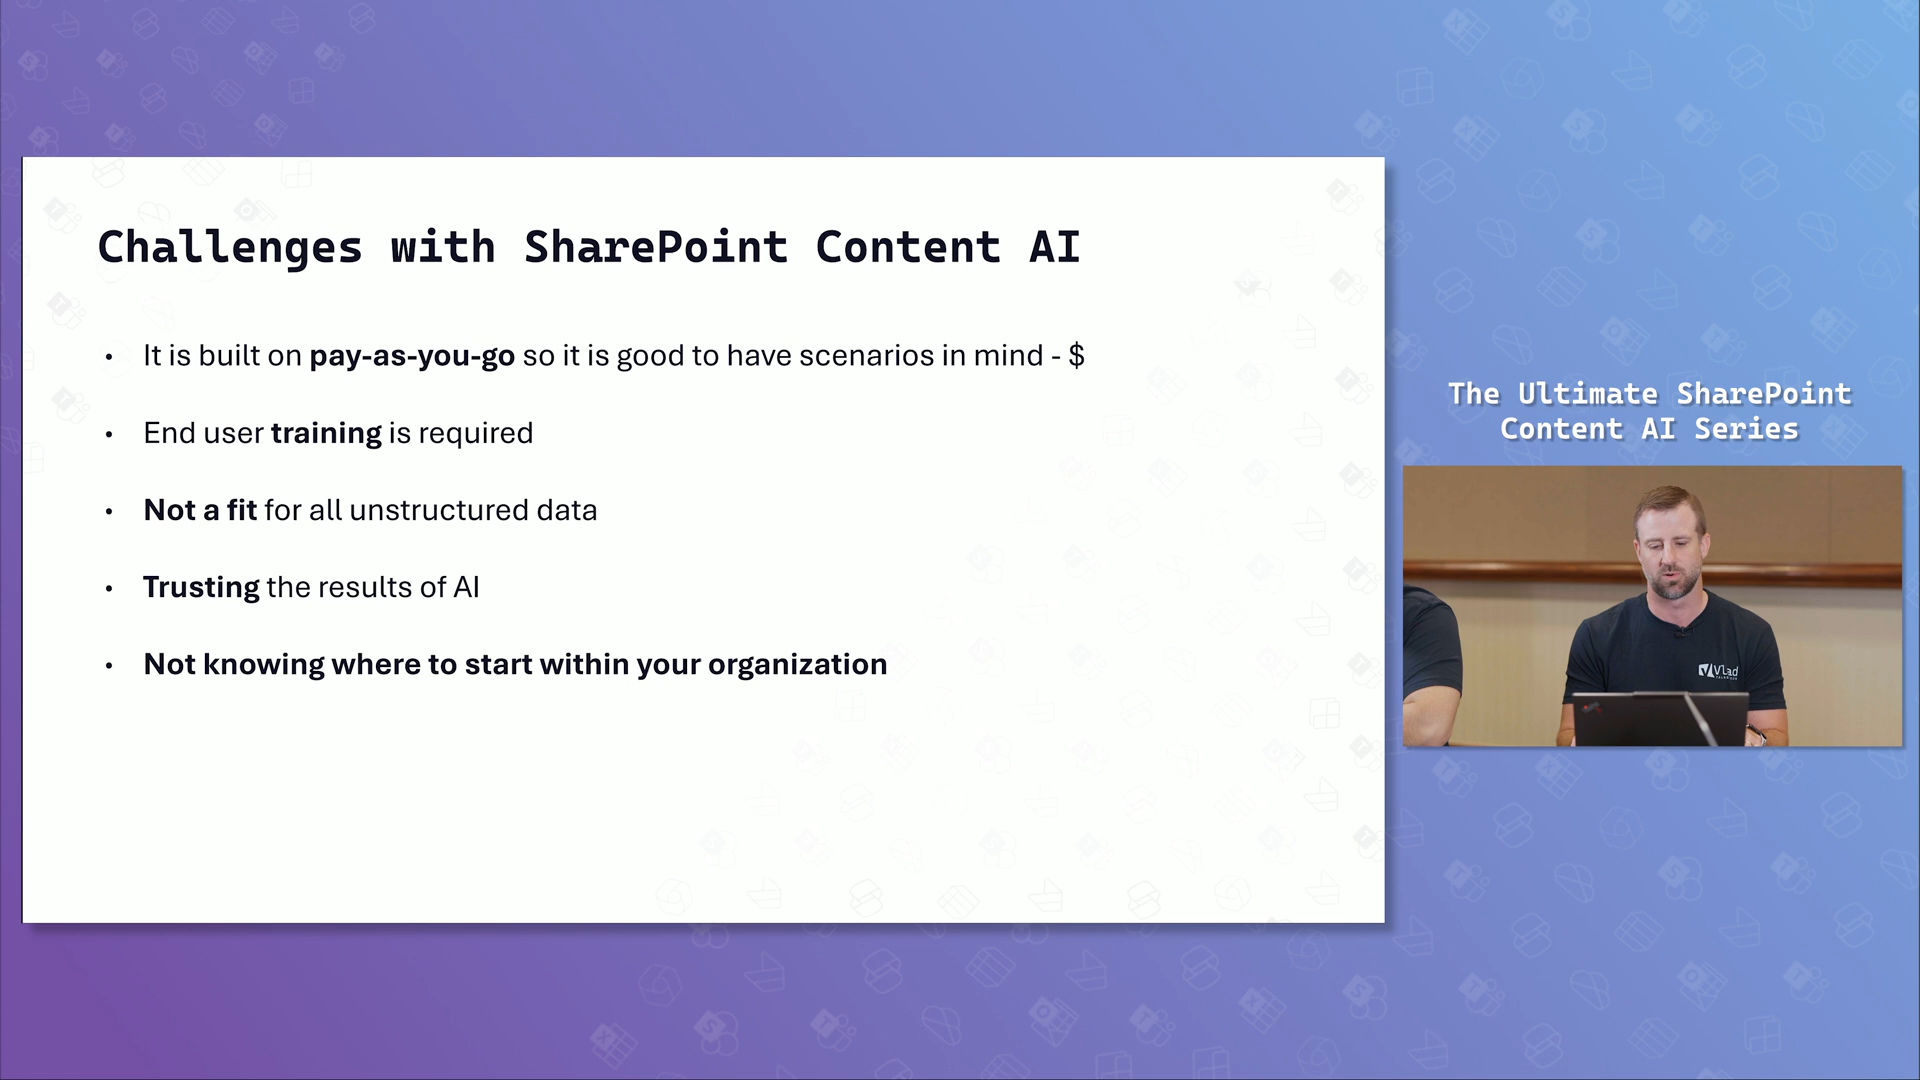 Challenges with SharePoint Content AI
• It is built on pay-as-you-go so it is good to have scenarios in mind - $
• End user training is required
• Not a fit for all unstructured data
• Trusting the results of AI
• Not knowing where to start within your organization
The Ultimate SharePoint
Content AI Series
Vlad